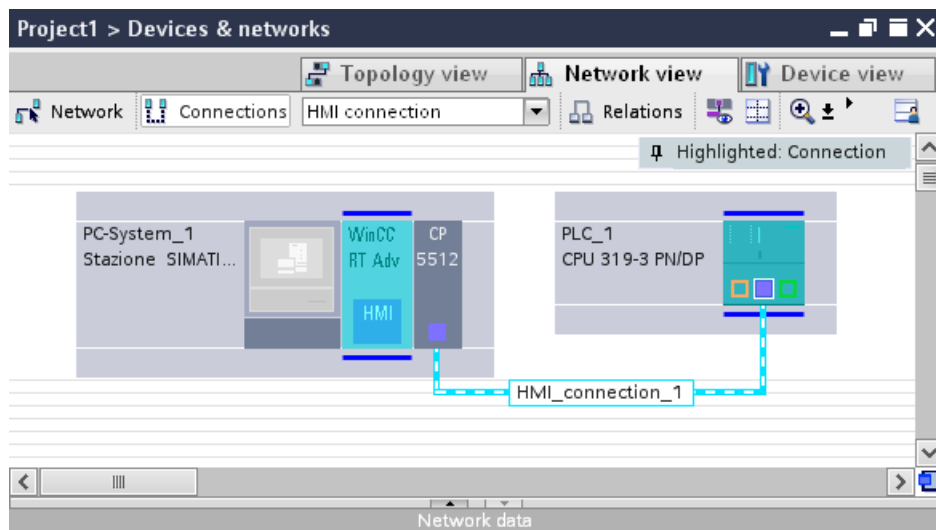 Project1 > Devices & networks
Topology view
Network view
Device view
Network
Connections
HMI connection
Relations
Highlighted: Connection
PC-System_1
Stazione SIMATI...
WinCC
RT Adv
HMI
CP
5512
PLC_1
CPU 319-3 PN/DP
HMI_connection_1
Network data